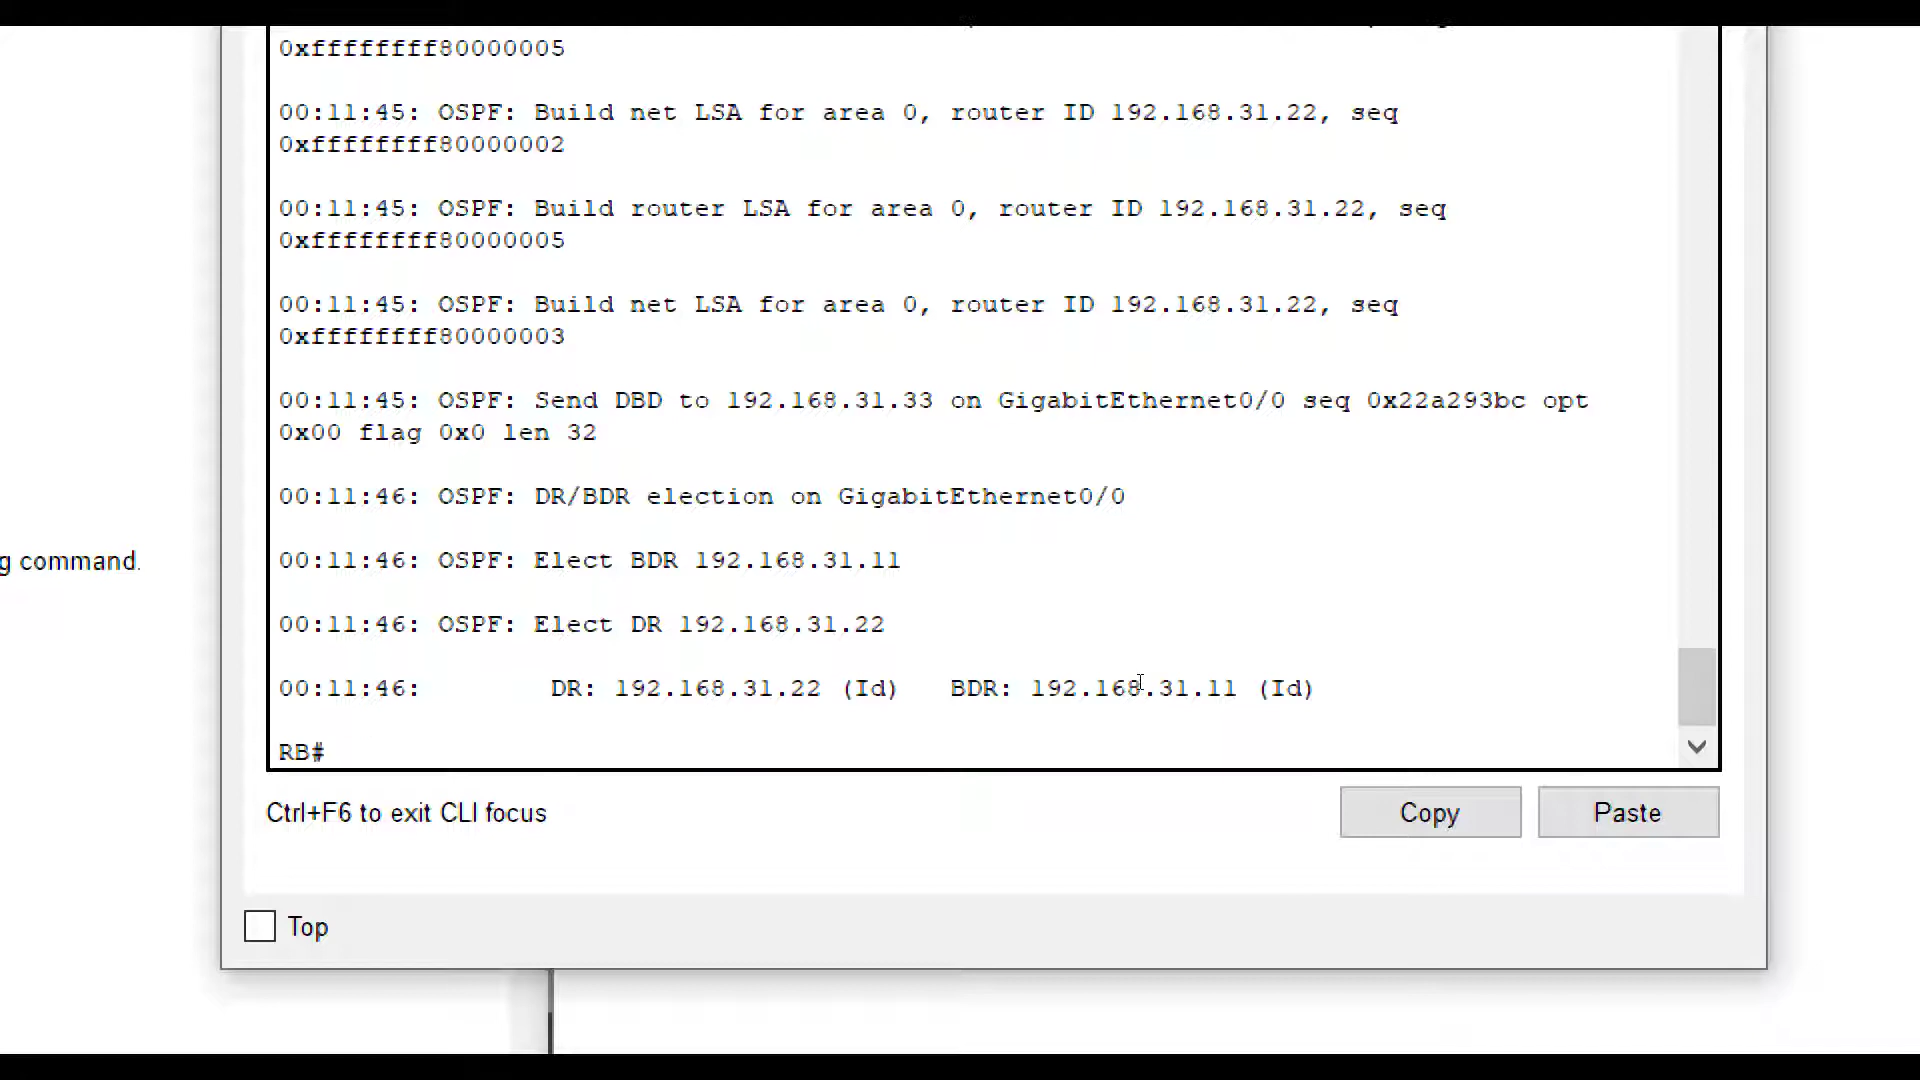 0xffffffff80000005
00:11:45: OSPF: Build net LSA for area 0, router ID 192.168.31.22, seq
0xffffffff80000002
00:11:45: OSPF: Build router LSA for area 0, router ID 192.168.31.22, seq
0xffffffff80000005
00:11:45: OSPF: Build net LSA for area 0, router ID 192.168.31.22, seq
0xffffffff80000003
00:11:45: OSPF: Send DBD to 192.168.31.33 on GigabitEthernet0/0 seq 0x22a293bc opt
0x00 flag 0x0 len 32
00:11:46: OSPF: DR/BDR election on GigabitEthernet0/0
g command.
00:11:46: OSPF: Elect BDR 192.168.31.11
00:11:46: OSPF: Elect DR 192.168.31.22
00:11:46: DR: 192.168.31.22 (Id) BDR: 192.168.31.11 (Id)
RB#
Ctrl+F6 to exit CLI focus
Copy
Paste
Top